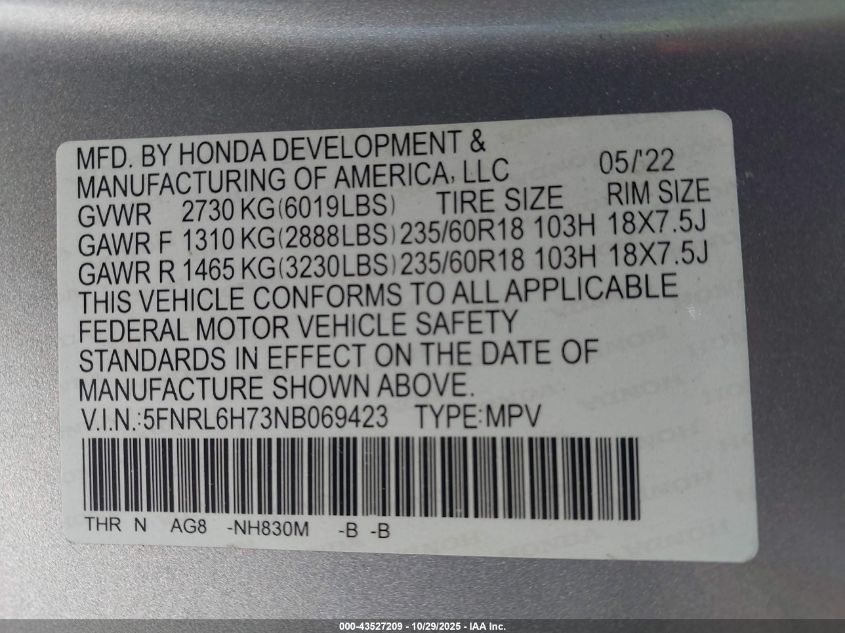 MFD. BY HONDA DEVELOPMENT &
MANUFACTURING OF AMERICA, LLC 05/'22
GVWR 2730 KG(6019LBS) TIRE SIZE RIM SIZE
GAWR F 1310 KG(2888LBS) 235/60R18 103H 18X7.5J
GAWR R 1465 KG(3230LBS) 235/60R18 103H 18X7.5J
THIS VEHICLE CONFORMS TO ALL APPLICABLE
FEDERAL MOTOR VEHICLE SAFETY
STANDARDS IN EFFECT ON THE DATE OF
MANUFACTURE SHOWN ABOVE.
V.I.N.:5FNRL6H73NB069423 TYPE:MPV
THR N AG8 -NH830M -B -B
000-43527209 - 10/29/2025 - IAA Inc.